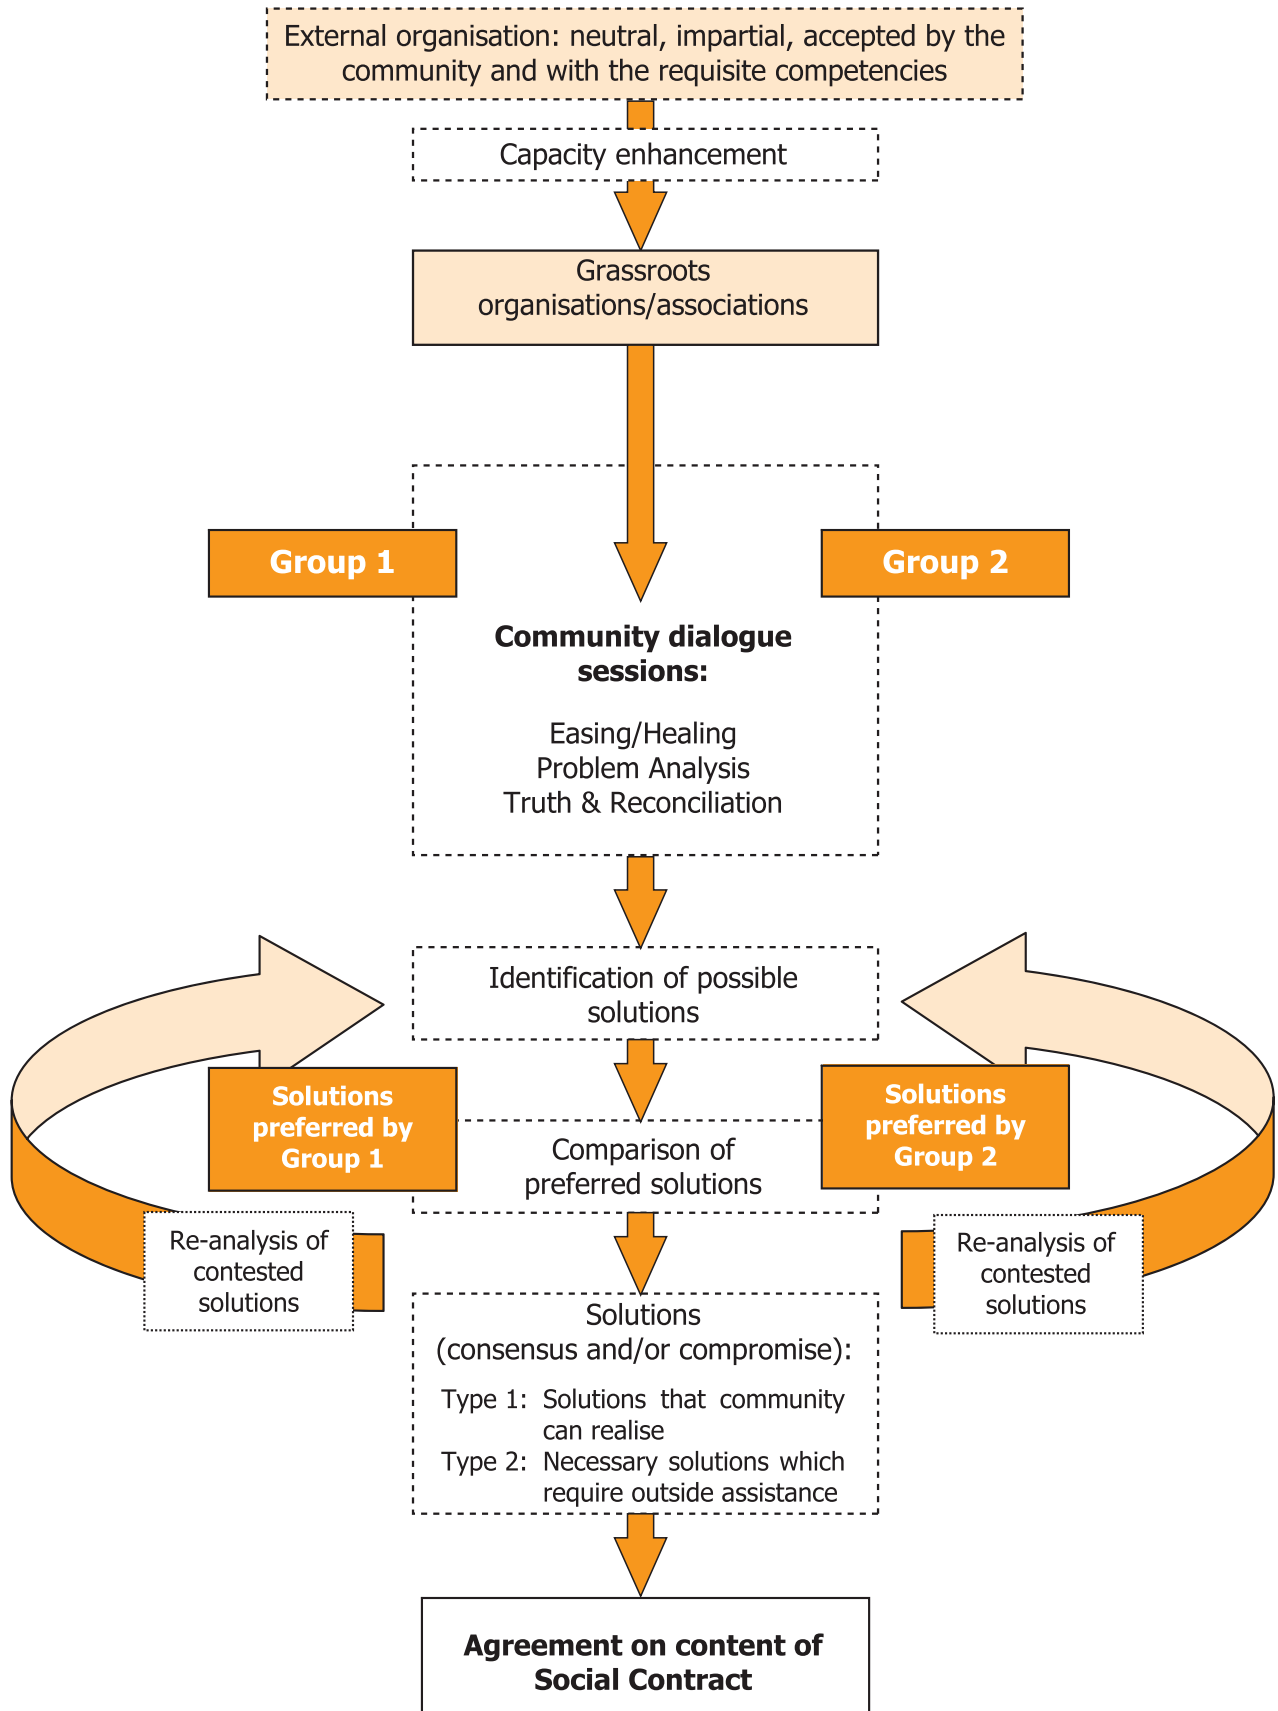 External organisation: neutral, impartial, accepted by the
community and with the requisite competencies
Capacity enhancement
Grassroots
organisations/associations
Group 1
Group 2
Community dialogue
sessions:
Easing/Healing
Problem Analysis
Truth & Reconciliation
Identification of possible
solutions
Solutions
preferred by
Group 1
Comparison of
preferred solutions
Solutions
preferred by
Group 2
Re-analysis of
contested
solutions
Re-analysis of
contested
solutions
Solutions
(consensus and/or compromise):
Type 1: Solutions that community
can realise
Type 2: Necessary solutions which
require outside assistance
Agreement on content of
Social Contract